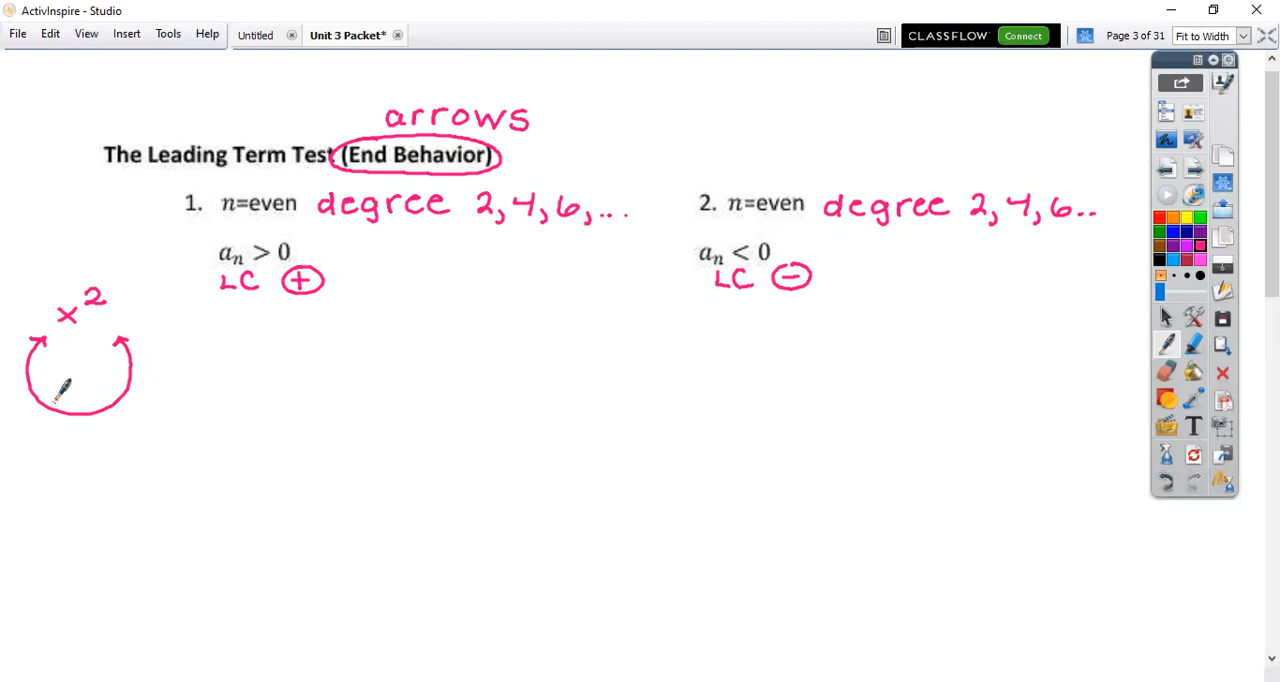 ActivInspire - Studio
File Edit View Insert Tools Help Untitled Unit 3 Packet* CLASSFLOW Connect Page 3 of 31 Fit to Width
arrows
The Leading Term Test (End Behavior)
1. n=even degree 2,4,6,...
aₙ > 0
LC +
2. n=even degree 2,4,6..
aₙ < 0
LC −
x²